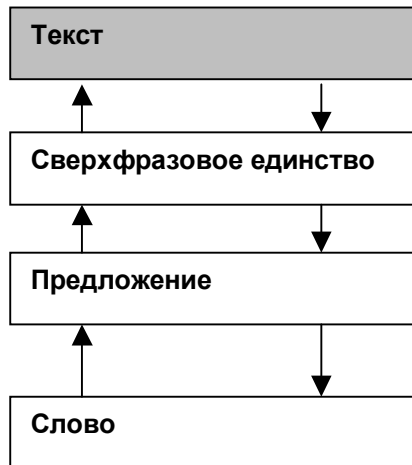 Текст
Сверхфразовое единство
Предложение
Слово